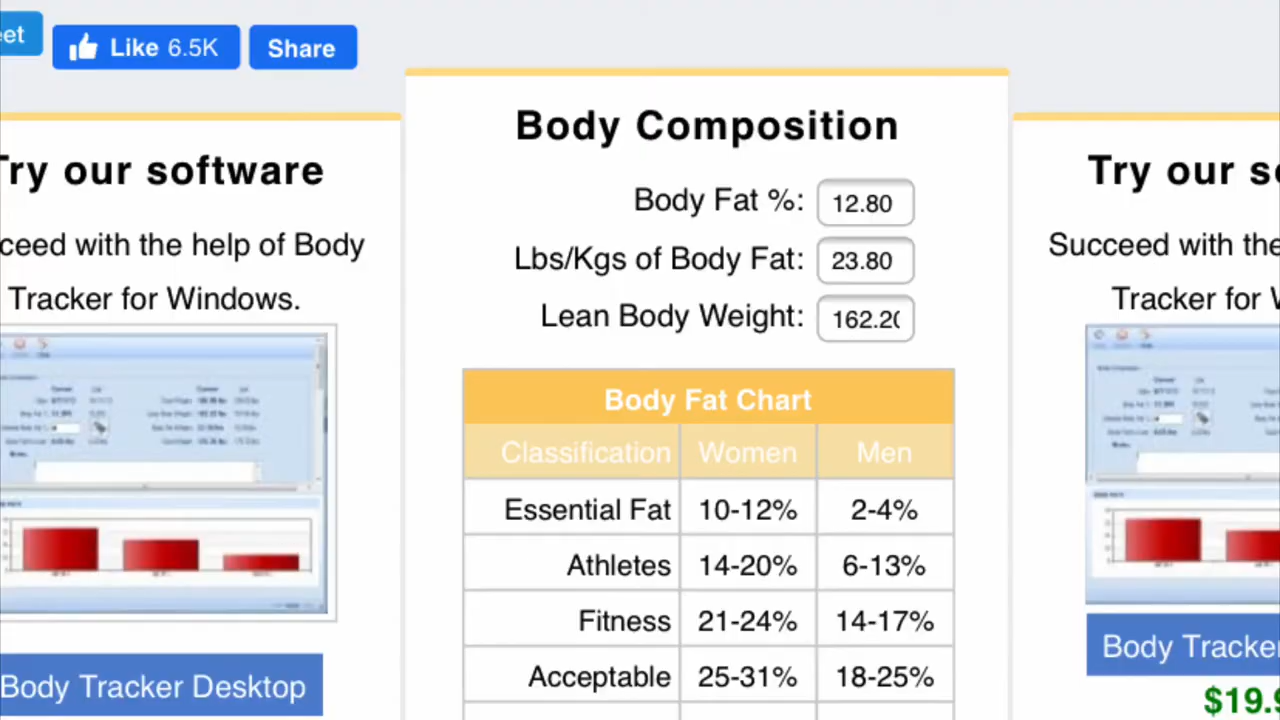 eet
Like 6.5K
Share
Try our software
ceed with the help of Body
Tracker for Windows.
Body Tracker Desktop
Body Composition
Body Fat %: 12.80
Lbs/Kgs of Body Fat: 23.80
Lean Body Weight: 162.20
Body Fat Chart
Classification Women Men
Essential Fat 10-12% 2-4%
Athletes 14-20% 6-13%
Fitness 21-24% 14-17%
Acceptable 25-31% 18-25%
Try our so
Succeed with the
Tracker for W
Body Tracke
$19.9